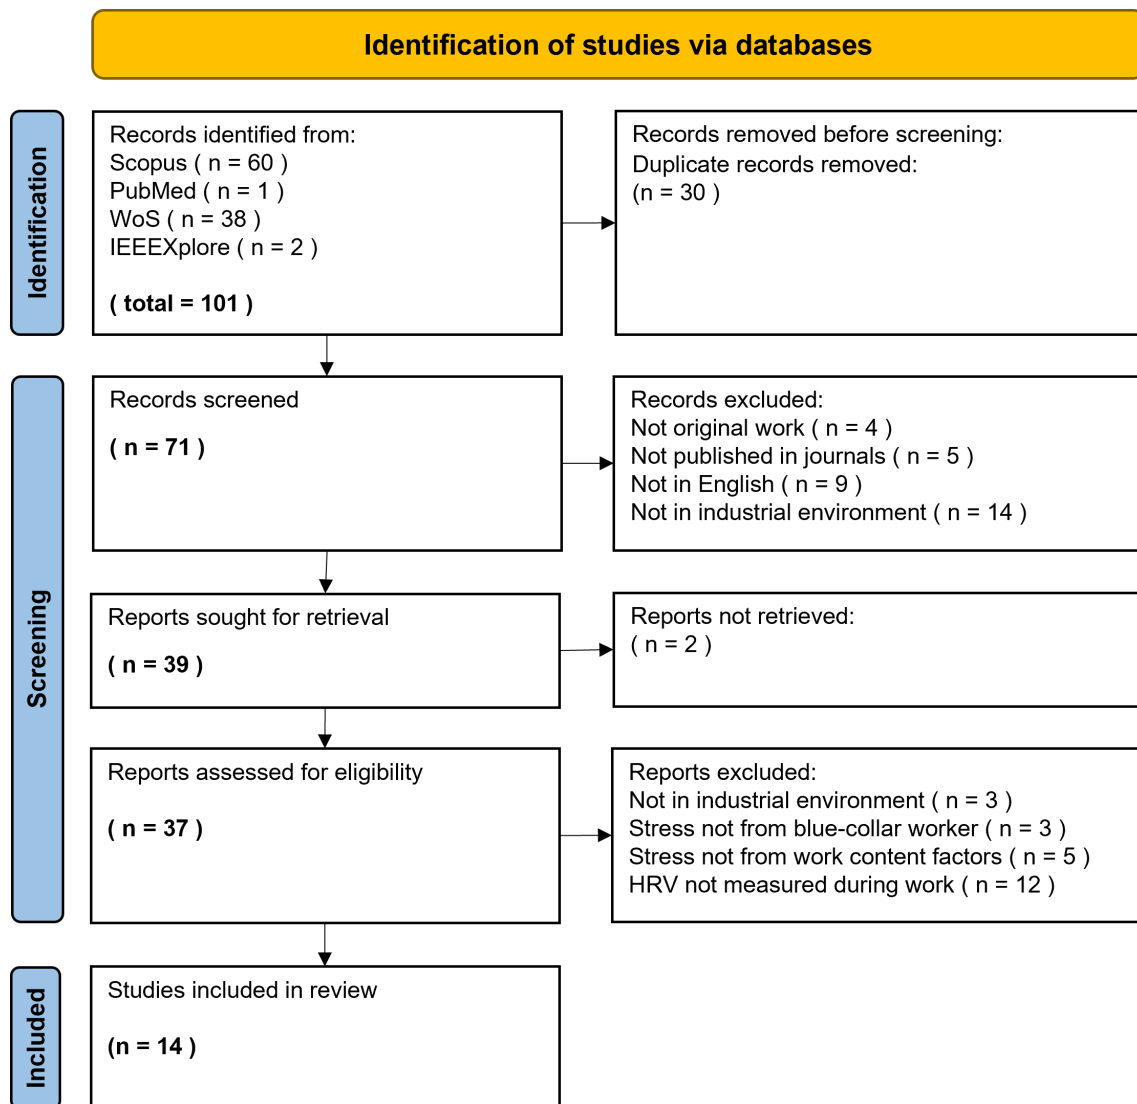 Identification of studies via databases
Identification
Records identified from:
Scopus ( n = 60 )
PubMed ( n = 1 )
WoS ( n = 38 )
IEEEXplore ( n = 2 )
( total = 101 )
Records removed before screening:
Duplicate records removed:
(n = 30 )
Screening
Records screened
( n = 71 )
Records excluded:
Not original work ( n = 4 )
Not published in journals ( n = 5 )
Not in English ( n = 9 )
Not in industrial environment ( n = 14 )
Reports sought for retrieval
( n = 39 )
Reports not retrieved:
( n = 2 )
Reports assessed for eligibility
( n = 37 )
Reports excluded:
Not in industrial environment ( n = 3 )
Stress not from blue-collar worker ( n = 3 )
Stress not from work content factors ( n = 5 )
HRV not measured during work ( n = 12 )
Included
Studies included in review
(n = 14 )